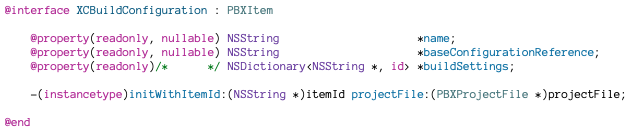 @interface XCBuildConfiguration : PBXItem
@property(readonly, nullable) NSString *name;
@property(readonly, nullable) NSString *baseConfigurationReference;
@property(readonly)/* */ NSDictionary<NSString *, id> *buildSettings;
-(instancetype)initWithItemId:(NSString *)itemId projectFile:(PBXProjectFile *)projectFile;
@end